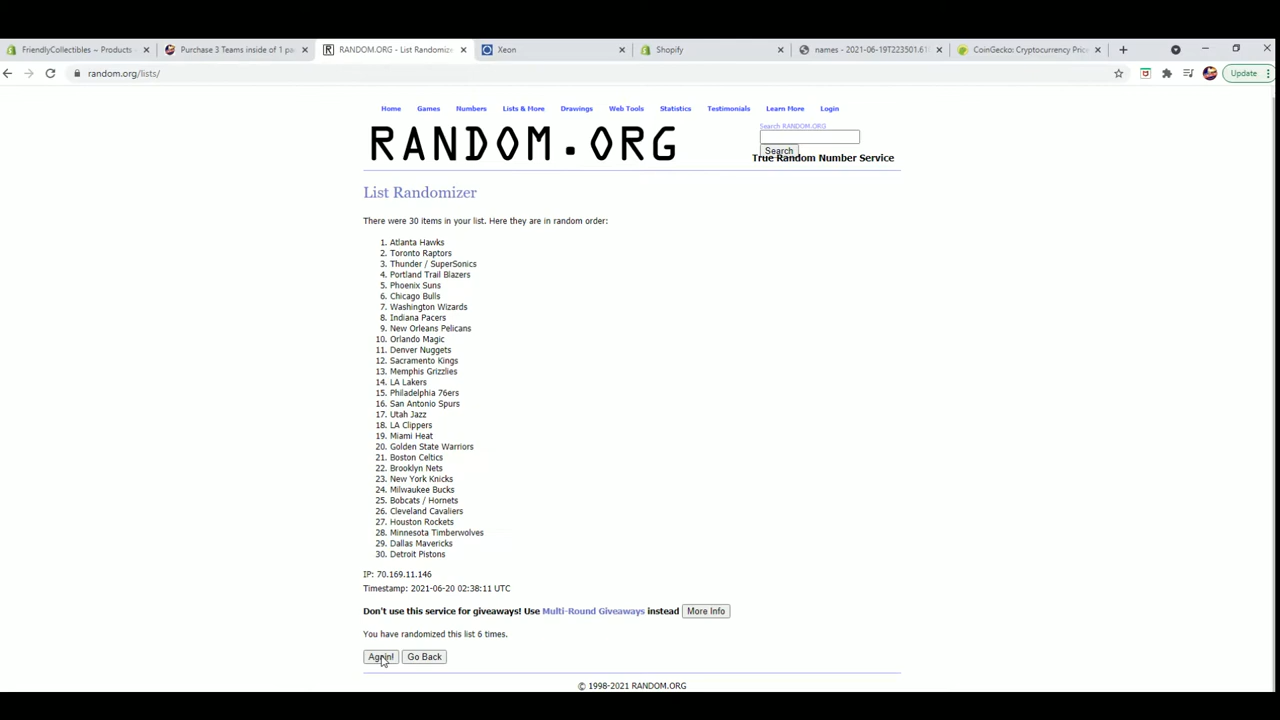 FriendlyCollectibles ~ Products
Purchase 3 Teams inside of 1 pa
RANDOM.ORG - List Randomize
Xeon
Shopify
names - 2021-06-19T223501.61
CoinGecko: Cryptocurrency Price
random.org/lists/
Update
Home Games Numbers Lists & More Drawings Web Tools Statistics Testimonials Learn More Login
RANDOM.ORG
Search RANDOM.ORG
Search
True Random Number Service
List Randomizer
There were 30 items in your list. Here they are in random order:
1. Atlanta Hawks
2. Toronto Raptors
3. Thunder / SuperSonics
4. Portland Trail Blazers
5. Phoenix Suns
6. Chicago Bulls
7. Washington Wizards
8. Indiana Pacers
9. New Orleans Pelicans
10. Orlando Magic
11. Denver Nuggets
12. Sacramento Kings
13. Memphis Grizzlies
14. LA Lakers
15. Philadelphia 76ers
16. San Antonio Spurs
17. Utah Jazz
18. LA Clippers
19. Miami Heat
20. Golden State Warriors
21. Boston Celtics
22. Brooklyn Nets
23. New York Knicks
24. Milwaukee Bucks
25. Bobcats / Hornets
26. Cleveland Cavaliers
27. Houston Rockets
28. Minnesota Timberwolves
29. Dallas Mavericks
30. Detroit Pistons
IP: 70.169.11.146
Timestamp: 2021-06-20 02:38:11 UTC
Don't use this service for giveaways! Use Multi-Round Giveaways instead More Info
You have randomized this list 6 times.
Again! Go Back
© 1998-2021 RANDOM.ORG